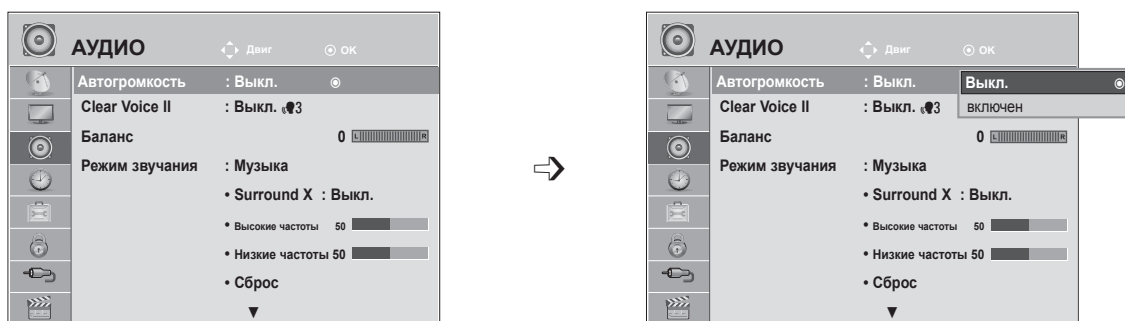 АУДИО Двиг ОК
Автогромкость : Выкл.
Clear Voice II : Выкл. 3
Баланс 0 L R
Режим звучания : Музыка
• Surround X : Выкл.
• Высокие частоты 50
• Низкие частоты 50
• Сброс
АУДИО Двиг ОК
Автогромкость : Выкл. Выкл.
включен
Clear Voice II : Выкл. 3
Баланс 0 L R
Режим звучания : Музыка
• Surround X : Выкл.
• Высокие частоты 50
• Низкие частоты 50
• Сброс